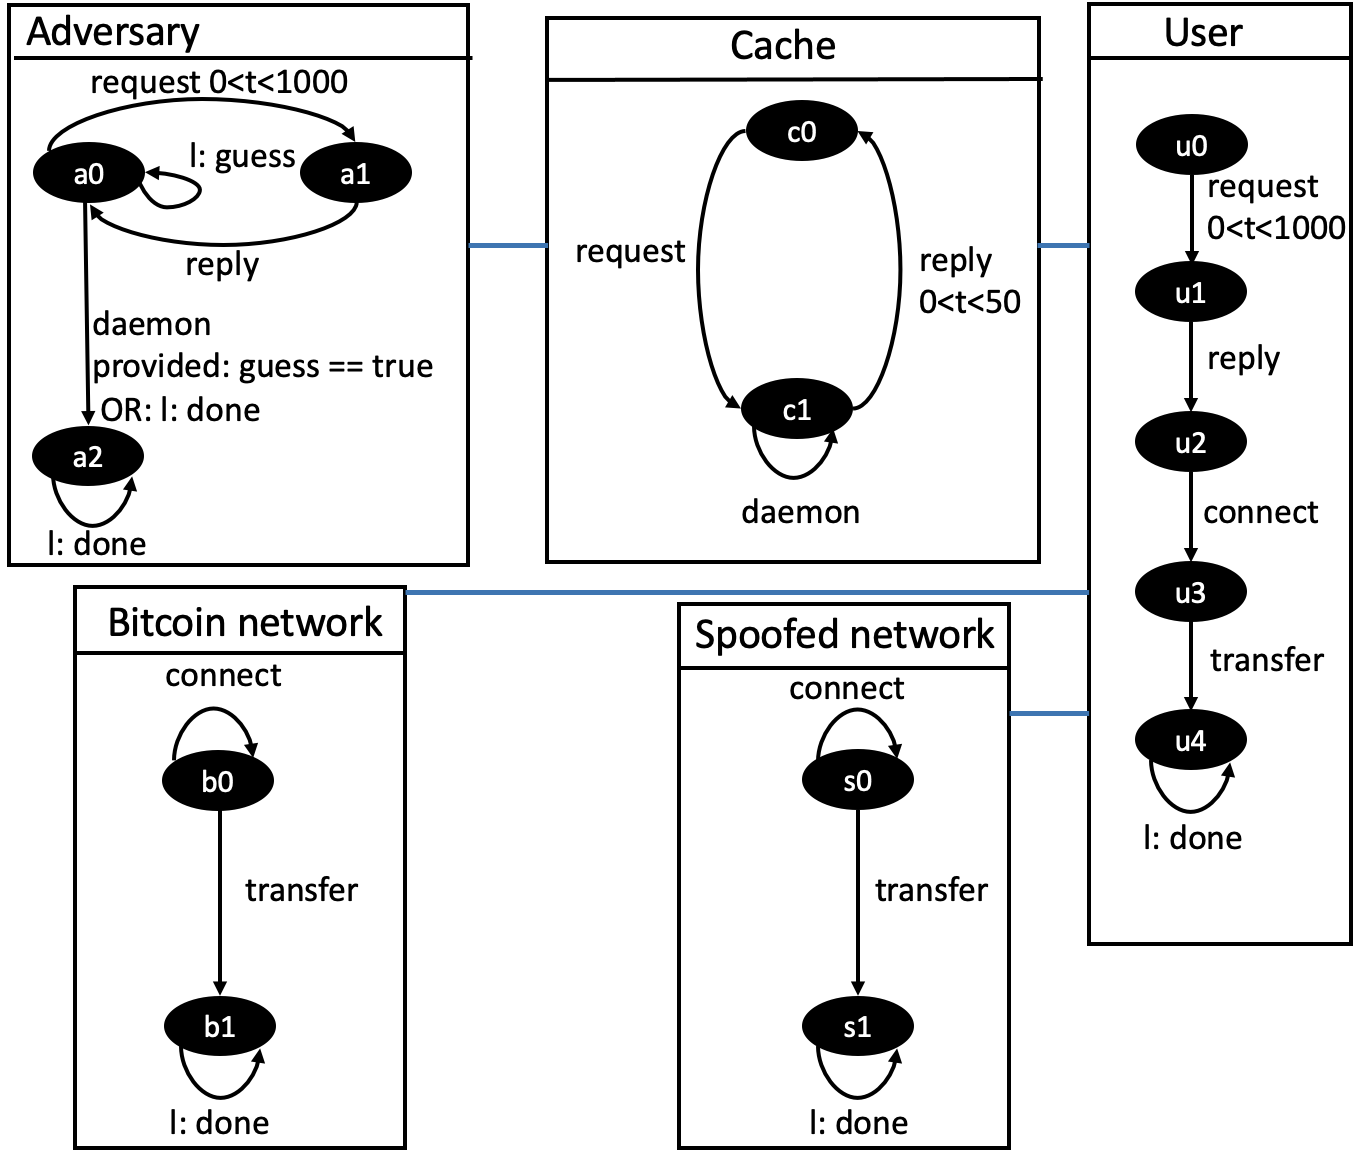 Adversary
request 0<t<1000
a0
l: guess
a1
reply
daemon
provided: guess == true
OR: l: done
a2
l: done
Cache
c0
request
reply
0<t<50
c1
daemon
User
u0
request
0<t<1000
u1
reply
u2
connect
u3
transfer
u4
l: done
Bitcoin network
connect
b0
transfer
b1
l: done
Spoofed network
connect
s0
transfer
s1
l: done